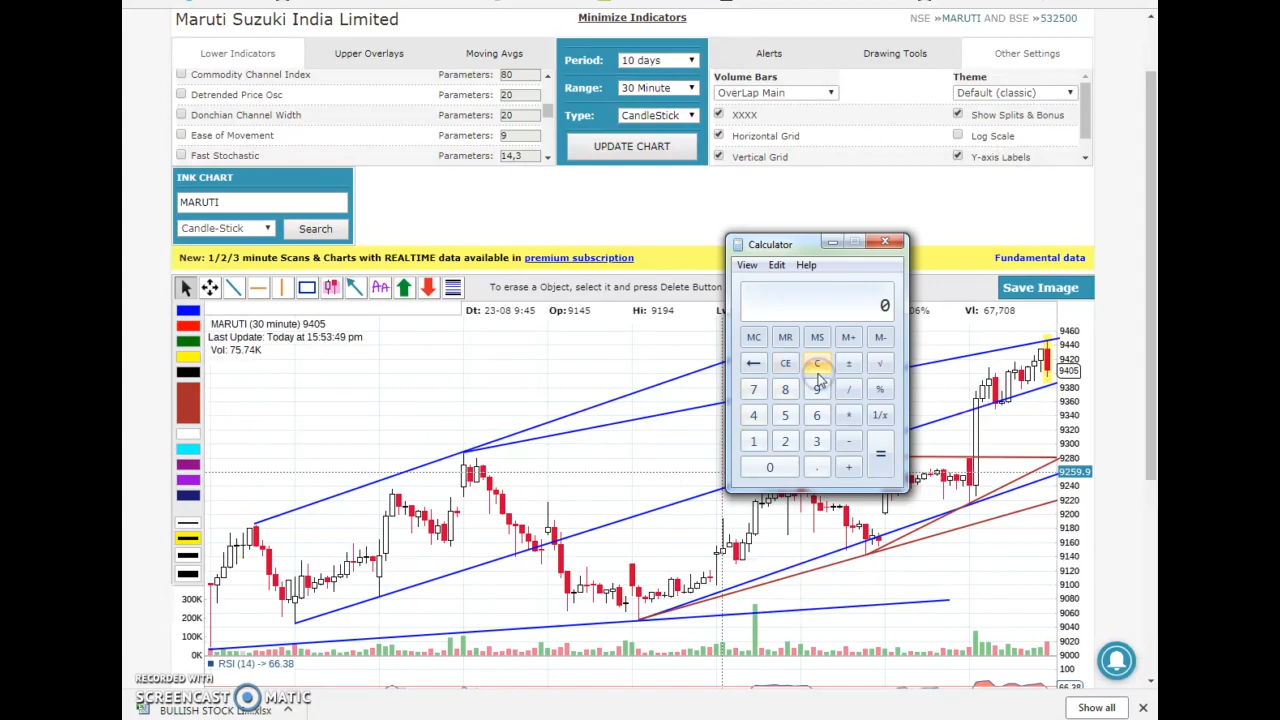 Maruti Suzuki India Limited
Minimize Indicators
NSE »MARUTI AND BSE »532500
Lower Indicators
Upper Overlays
Moving Avgs
Commodity Channel Index Parameters: 80
Detrended Price Osc Parameters: 20
Donchian Channel Width Parameters: 20
Ease of Movement Parameters: 9
Fast Stochastic Parameters: 14,3
Period: 10 days
Range: 30 Minute
Type: CandleStick
UPDATE CHART
Alerts
Drawing Tools
Other Settings
Volume Bars
OverLap Main
Theme
Default (classic)
XXXX
Show Splits & Bonus
Horizontal Grid
Log Scale
Vertical Grid
Y-axis Labels
INK CHART
MARUTI
Candle-Stick
Search
New: 1/2/3 minute Scans & Charts with REALTIME data available in premium subscription
Fundamental data
To erase a Object, select it and press Delete Button
Save Image
Dt: 23-08 9:45 Op: 9145 Hi: 9194
06% Vl: 67,708
MARUTI (30 minute) 9405
Last Update: Today at 15:53:49 pm
Vol: 75.74K
Calculator
View Edit Help
0
MC MR MS M+ M-
CE C ± √
7 8 9 / %
4 5 6 * 1/x
1 2 3 - =
0 . +
9460
9440
9420
9405
9380
9360
9340
9320
9300
9280
9259.9
9240
9220
9200
9180
9160
9140
9120
9100
9080
9060
9040
9020
9000
300K
200K
100K
0K
RSI (14) -> 66.38
100
66.38
RECORDED WITH
SCREENCAST MATIC
Show all